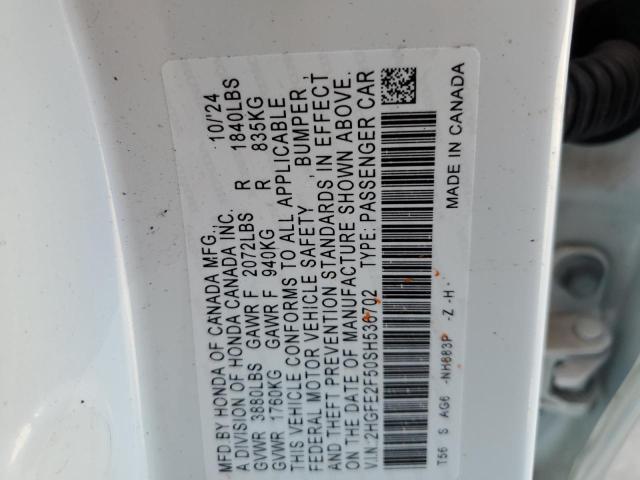 MFD BY HONDA OF CANADA MFG., 10/'24
A DIVISION OF HONDA CANADA INC.
GVWR 3880LBS GAWR F 2072LBS R 1840LBS
GVWR 1760KG GAWR F 940KG R 835KG
THIS VEHICLE CONFORMS TO ALL APPLICABLE
FEDERAL MOTOR VEHICLE SAFETY , BUMPER ,
AND THEFT PREVENTION STANDARDS IN EFFECT
ON THE DATE OF MANUFACTURE SHOWN ABOVE.
V.I.N:2HGFE2F50SH536702 TYPE: PASSENGER CAR
T56 S AG6 -NH883P -Z -H-
MADE IN CANADA